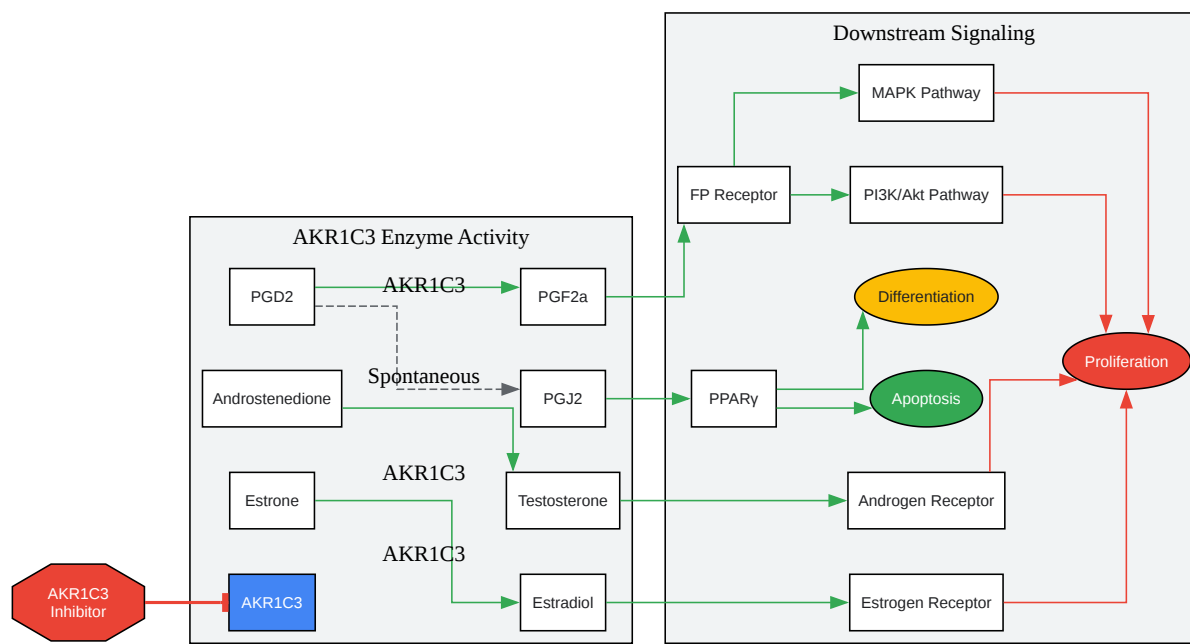 Downstream Signaling
MAPK Pathway
FP Receptor
PI3K/Akt Pathway
AKR1C3 Enzyme Activity
PGD2
AKR1C3
PGF2a
Differentiation
Proliferation
Spontaneous
Androstenedione
PGJ2
PPARγ
Apoptosis
AKR1C3
Estrone
Testosterone
Androgen Receptor
AKR1C3
AKR1C3
Inhibitor
AKR1C3
Estradiol
Estrogen Receptor